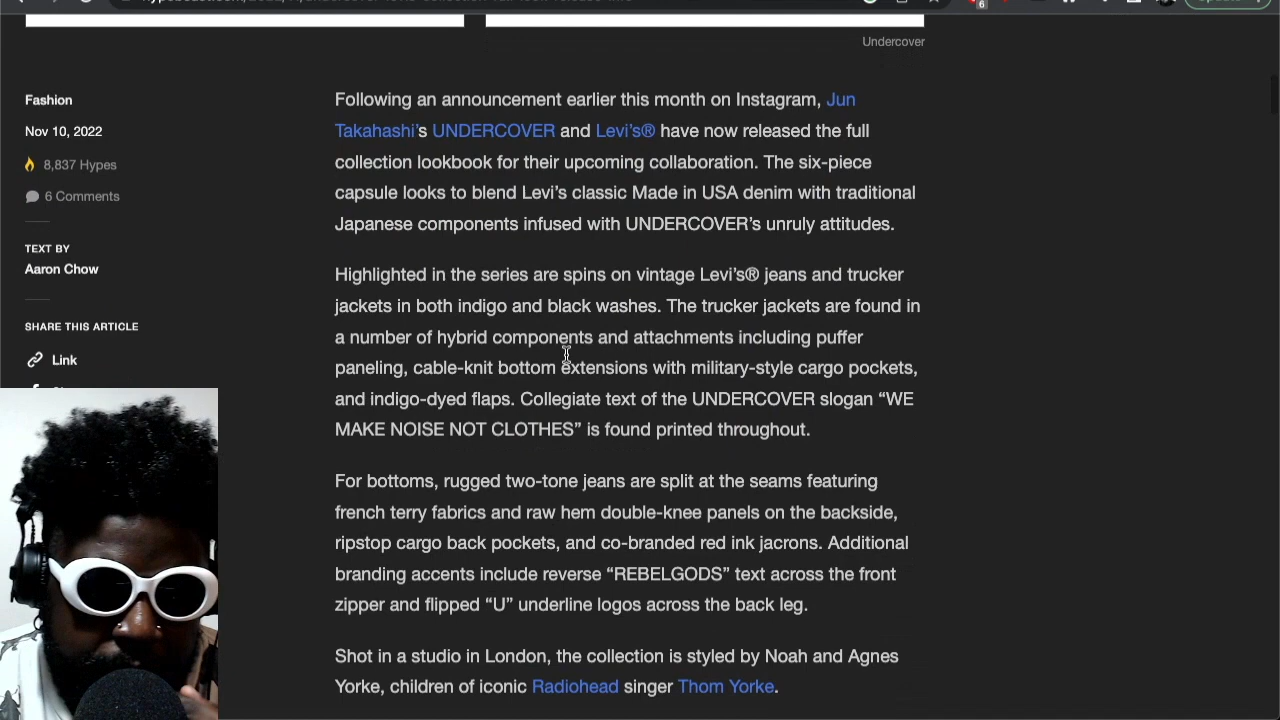 6
Undercover
Fashion
Nov 10, 2022
8,837 Hypes
6 Comments
TEXT BY
Aaron Chow
SHARE THIS ARTICLE
Link
Following an announcement earlier this month on Instagram, Jun
Takahashi’s UNDERCOVER and Levi’s® have now released the full
collection lookbook for their upcoming collaboration. The six-piece
capsule looks to blend Levi’s classic Made in USA denim with traditional
Japanese components infused with UNDERCOVER’s unruly attitudes.
Highlighted in the series are spins on vintage Levi’s® jeans and trucker
jackets in both indigo and black washes. The trucker jackets are found in
a number of hybrid components and attachments including puffer
paneling, cable-knit bottom extensions with military-style cargo pockets,
and indigo-dyed flaps. Collegiate text of the UNDERCOVER slogan “WE
MAKE NOISE NOT CLOTHES” is found printed throughout.
For bottoms, rugged two-tone jeans are split at the seams featuring
french terry fabrics and raw hem double-knee panels on the backside,
ripstop cargo back pockets, and co-branded red ink jacrons. Additional
branding accents include reverse “REBELGODS” text across the front
zipper and flipped “U” underline logos across the back leg.
Shot in a studio in London, the collection is styled by Noah and Agnes
Yorke, children of iconic Radiohead singer Thom Yorke.